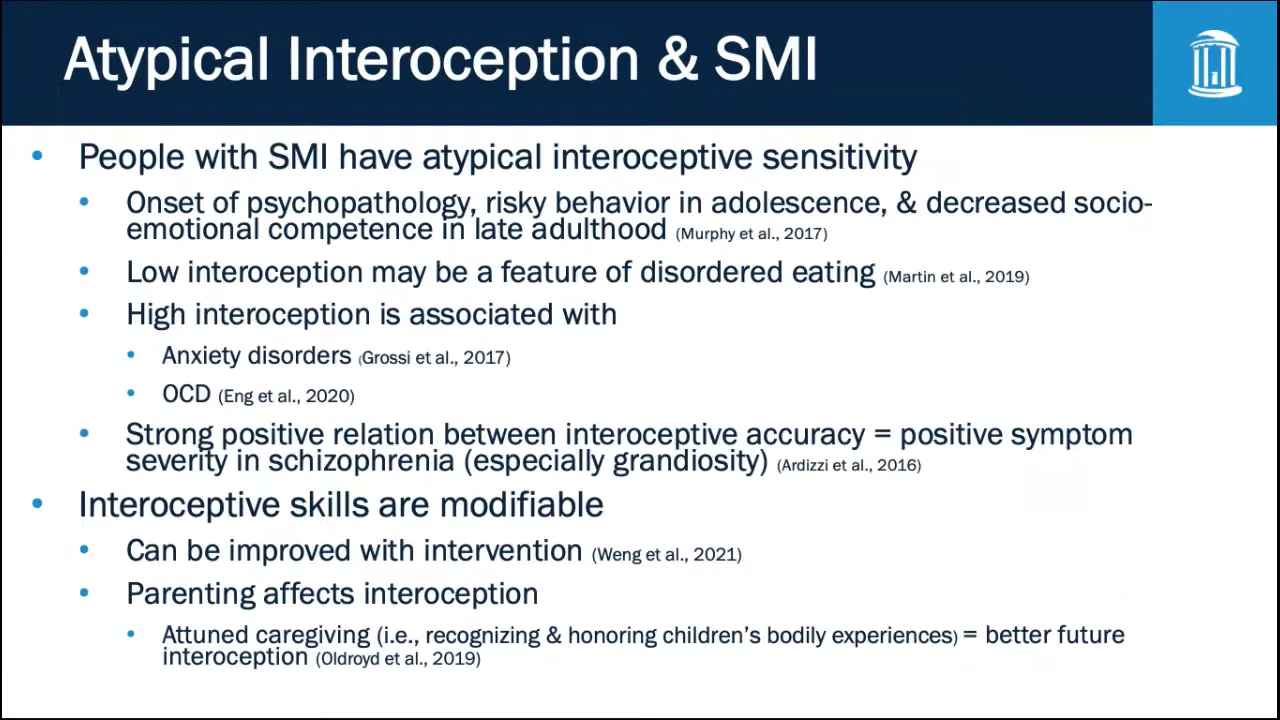 Atypical Interoception & SMI
• People with SMI have atypical interoceptive sensitivity
• Onset of psychopathology, risky behavior in adolescence, & decreased socio-
emotional competence in late adulthood (Murphy et al., 2017)
• Low interoception may be a feature of disordered eating (Martin et al., 2019)
• High interoception is associated with
• Anxiety disorders (Grossi et al., 2017)
• OCD (Eng et al., 2020)
• Strong positive relation between interoceptive accuracy = positive symptom
severity in schizophrenia (especially grandiosity) (Ardizzi et al., 2016)
• Interoceptive skills are modifiable
• Can be improved with intervention (Weng et al., 2021)
• Parenting affects interoception
• Attuned caregiving (i.e., recognizing & honoring children’s bodily experiences) = better future
interoception (Oldroyd et al., 2019)